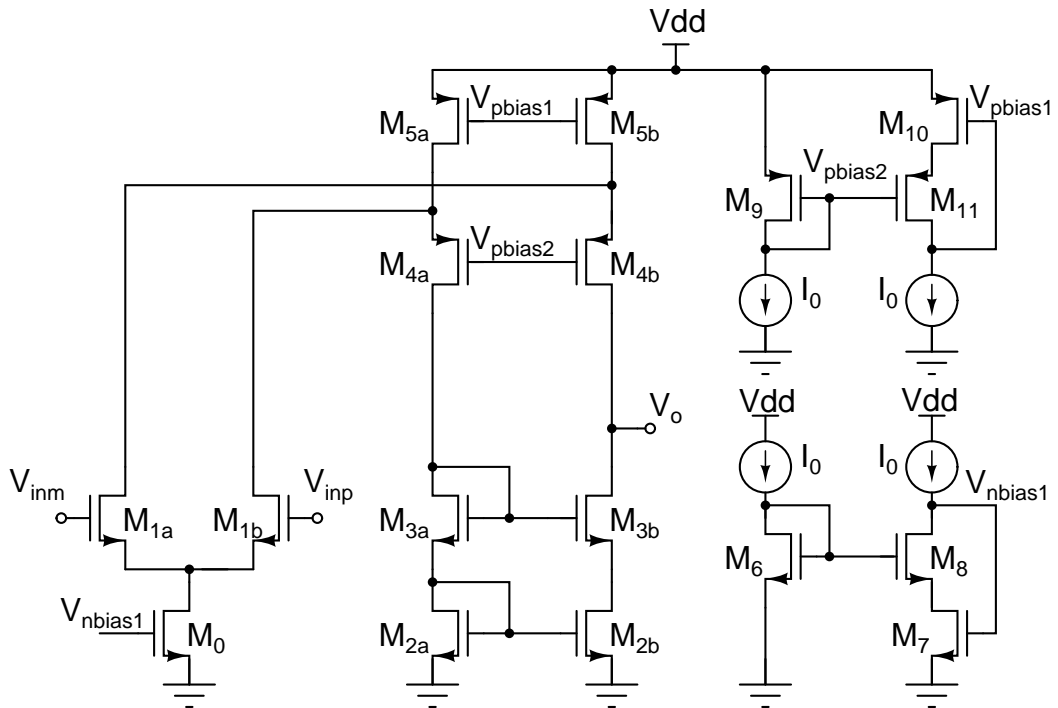 Vdd
M5a
Vpbias1
M5b
M10
Vpbias1
M9
Vpbias2
M11
M4a
Vpbias2
M4b
I0
I0
Vdd
Vdd
Vo
I0
I0
Vinm
M1a
M1b
Vinp
M3a
M3b
Vnbias1
M6
M8
Vnbias1
M0
M2a
M2b
M7